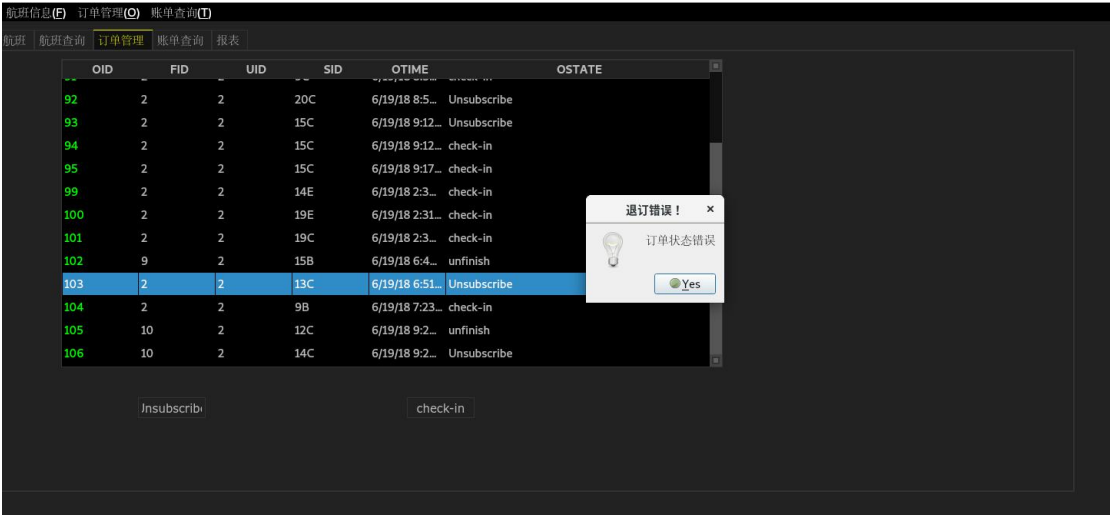 航班信息(F) 订单管理(O) 账单查询(T)
航班 航班查询 订单管理 账单查询 报表
OID FID UID SID OTIME OSTATE
92 2 2 20C 6/19/18 8:5... Unsubscribe
93 2 2 15C 6/19/18 9:12... Unsubscribe
94 2 2 15C 6/19/18 9:12... check-in
95 2 2 15C 6/19/18 9:17... check-in
99 2 2 14E 6/19/18 2:3... check-in
100 2 2 19E 6/19/18 2:31... check-in
101 2 2 19C 6/19/18 2:3... check-in
102 9 2 15B 6/19/18 6:4... unfinish
103 2 2 13C 6/19/18 6:51... Unsubscribe
104 2 2 9B 6/19/18 7:23... check-in
105 10 2 12C 6/19/18 9:2... unfinish
106 10 2 14C 6/19/18 9:2... Unsubscribe
退订错误！ ×
订单状态错误
Yes
Unsubscribe check-in